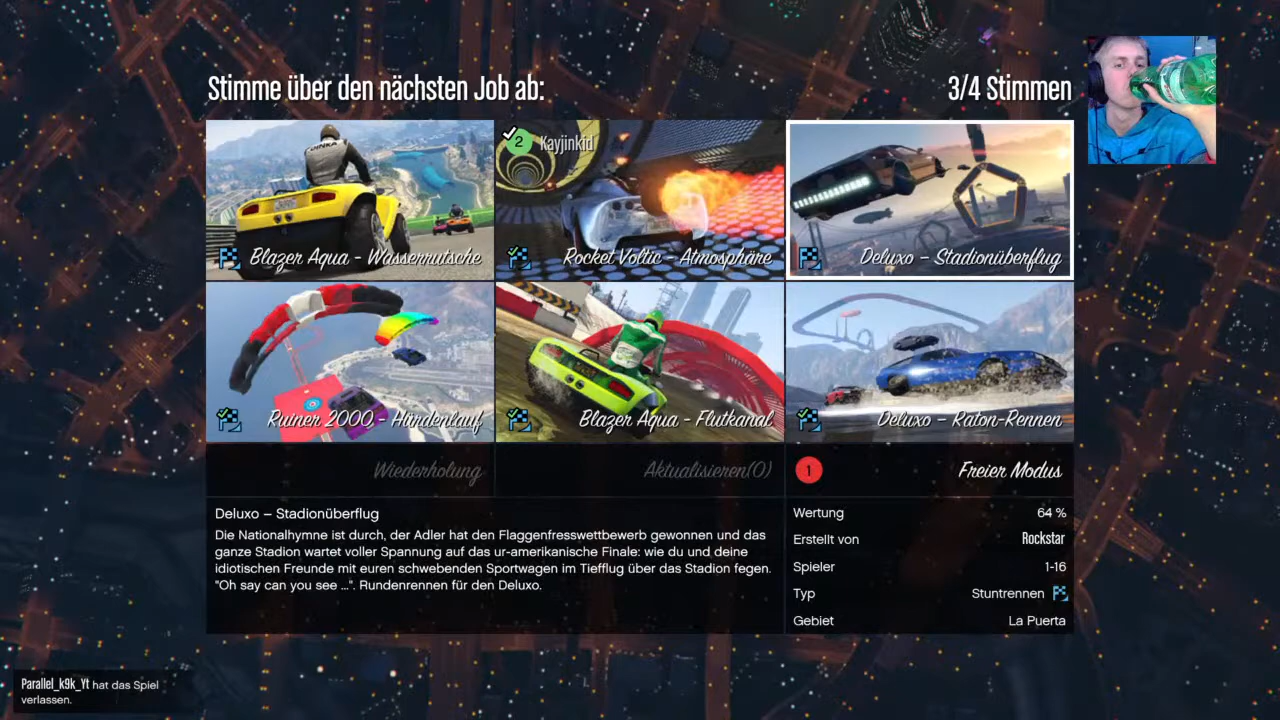 Stimme über den nächsten Job ab:
3/4 Stimmen
DINKA
2
Kayjinkid
Blazer Aqua - Wasserrutsche
Rocket Voltic - Atmosphäre
Deluxo – Stadionüberflug
Ruiner 2000 - Hürdenlauf
Blazer Aqua - Flutkanal
Deluxo – Raton-Rennen
Wiederholung
Aktualisieren(0)
1
Freier Modus
Deluxo – Stadionüberflug
Die Nationalhymne ist durch, der Adler hat den Flaggenfresswettbewerb gewonnen und das
ganze Stadion wartet voller Spannung auf das ur-amerikanische Finale: wie du und deine
idiotischen Freunde mit euren schwebenden Sportwagen im Tiefflug über das Stadion fegen.
"Oh say can you see ...". Rundenrennen für den Deluxo.
Wertung 64 %
Erstellt von Rockstar
Spieler 1-16
Typ Stuntrennen
Gebiet La Puerta
Parallel_k9k_Yt hat das Spiel
verlassen.